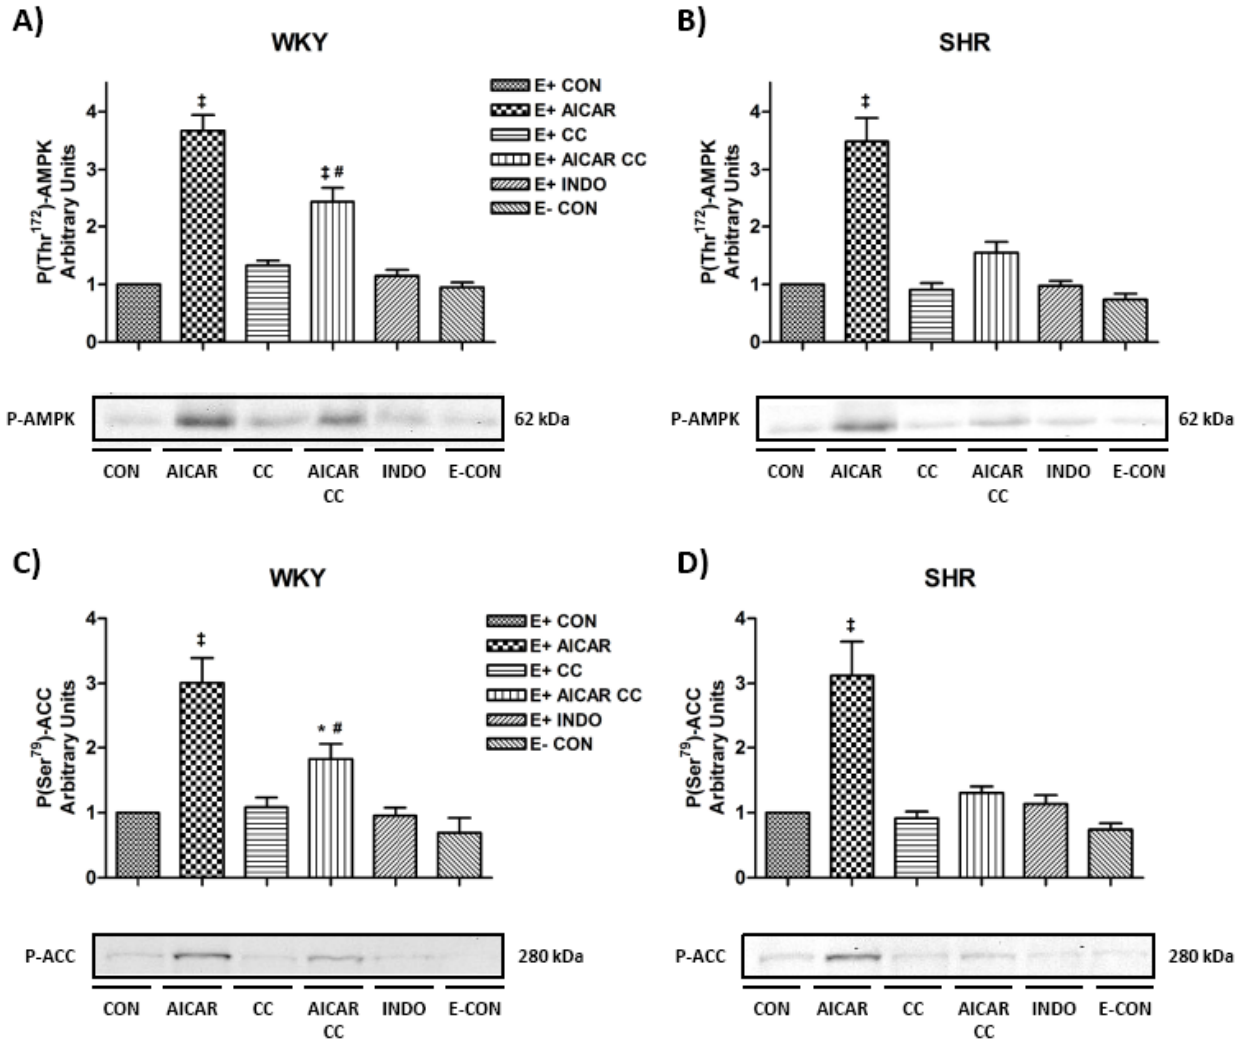 A)
WKY
P(Thr172)-AMPK
Arbitrary Units
4
3
2
1
0
‡
‡ #
E+ CON
E+ AICAR
E+ CC
E+ AICAR CC
E+ INDO
E- CON
P-AMPK
62 kDa
CON AICAR CC AICAR INDO E-CON
CC
B)
SHR
P(Thr172)-AMPK
Arbitrary Units
4
3
2
1
0
‡
P-AMPK
62 kDa
CON AICAR CC AICAR INDO E-CON
CC
C)
WKY
P(Ser79)-ACC
Arbitrary Units
4
3
2
1
0
‡
* #
E+ CON
E+ AICAR
E+ CC
E+ AICAR CC
E+ INDO
E- CON
P-ACC
280 kDa
CON AICAR CC AICAR INDO E-CON
CC
D)
SHR
P(Ser79)-ACC
Arbitrary Units
4
3
2
1
0
‡
P-ACC
280 kDa
CON AICAR CC AICAR INDO E-CON
CC